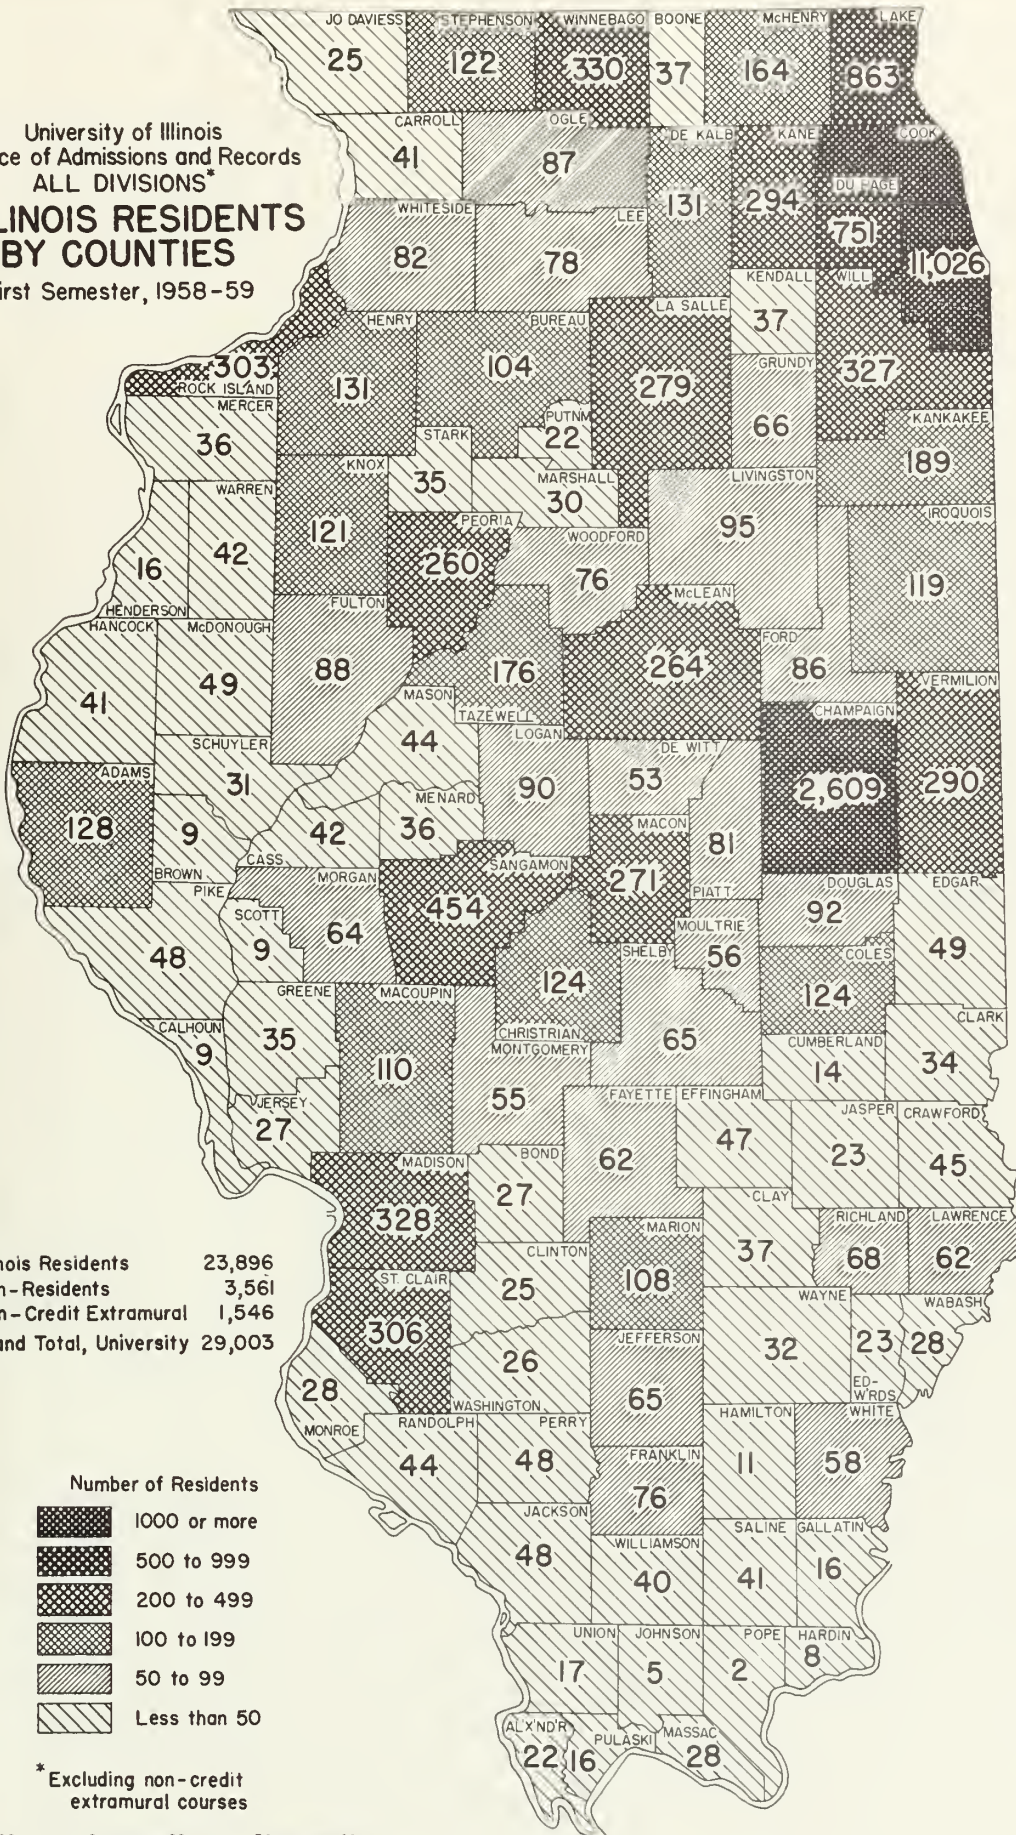 JO DAVIESS
25
STEPHENSON
122
WINNEBAGO
330
BOONE
37
McHENRY
164
LAKE
863
University of Illinois
ce of Admissions and Records
ALL DIVISIONS*
LINOIS RESIDENTS
BY COUNTIES
irst Semester, 1958-59
CARROLL
41
OGLE
87
DE KALB
131
KANE
294
COOK
11,026
DU PAGE
751
WHITESIDE
82
LEE
78
KENDALL
37
WILL
327
ROCK ISLAND
303
HENRY
131
BUREAU
104
LA SALLE
279
GRUNDY
66
MERCER
36
PUTNM
22
KANKAKEE
189
KNOX
121
STARK
35
MARSHALL
30
LIVINGSTON
95
IROQUOIS
119
WARREN
42
HENDERSON
16
PEORIA
260
WOODFORD
76
McLEAN
264
FORD
86
VERMILION
290
HANCOCK
41
McDONOUGH
49
FULTON
88
TAZEWELL
176
MASON
44
LOGAN
90
DE WITT
53
CHAMPAIGN
2,609
ADAMS
128
SCHUYLER
31
BROWN
9
CASS
42
MENARD
36
MACON
271
PIATT
81
PIKE
48
SCOTT
9
MORGAN
64
SANGAMON
454
CHRISTRIAN
124
SHELBY
65
MOULTRIE
56
DOUGLAS
92
COLES
124
EDGAR
49
CALHOUN
9
GREENE
35
MACOUPIN
110
MONTGOMERY
55
CUMBERLAND
14
CLARK
34
JERSEY
27
FAYETTE
62
EFFINGHAM
47
JASPER
23
CRAWFORD
45
MADISON
328
BOND
27
CLAY
37
RICHLAND
68
LAWRENCE
62
CLINTON
25
MARION
108
WAYNE
32
ED-
W'RDS
23
WABASH
28
nois Residents 23,896
n-Residents 3,561
n-Credit Extramural 1,546
and Total, University 29,003
ST. CLAIR
306
WASHINGTON
26
JEFFERSON
65
MONROE
28
RANDOLPH
44
PERRY
48
FRANKLIN
76
HAMILTON
11
WHITE
58
JACKSON
48
WILLIAMSON
40
SALINE
41
GALLATIN
16
UNION
17
JOHNSON
5
POPE
2
HARDIN
8
AL'X'ND'R
22
PULASKI
16
MASSAC
28
Number of Residents
1000 or more
500 to 999
200 to 499
100 to 199
50 to 99
Less than 50
*Excluding non-credit
extramural courses